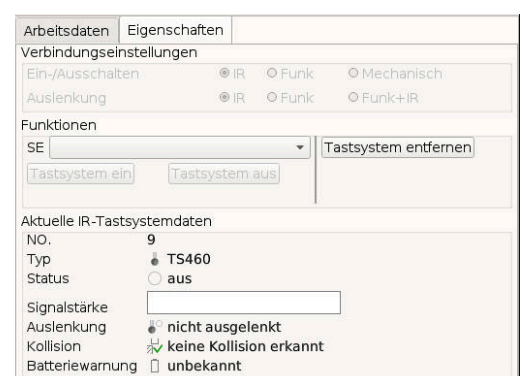 Arbeitsdaten Eigenschaften
Verbindungseinstellungen
Ein-/Ausschalten IR Funk Mechanisch
Auslenkung IR Funk Funk+IR
Funktionen
SE Tastsystem entfernen
Tastsystem ein Tastsystem aus
Aktuelle IR-Tastsystemdaten
NO. 9
Typ TS460
Status aus
Signalstärke
Auslenkung nicht ausgelenkt
Kollision keine Kollision erkannt
Batteriewarnung unbekannt